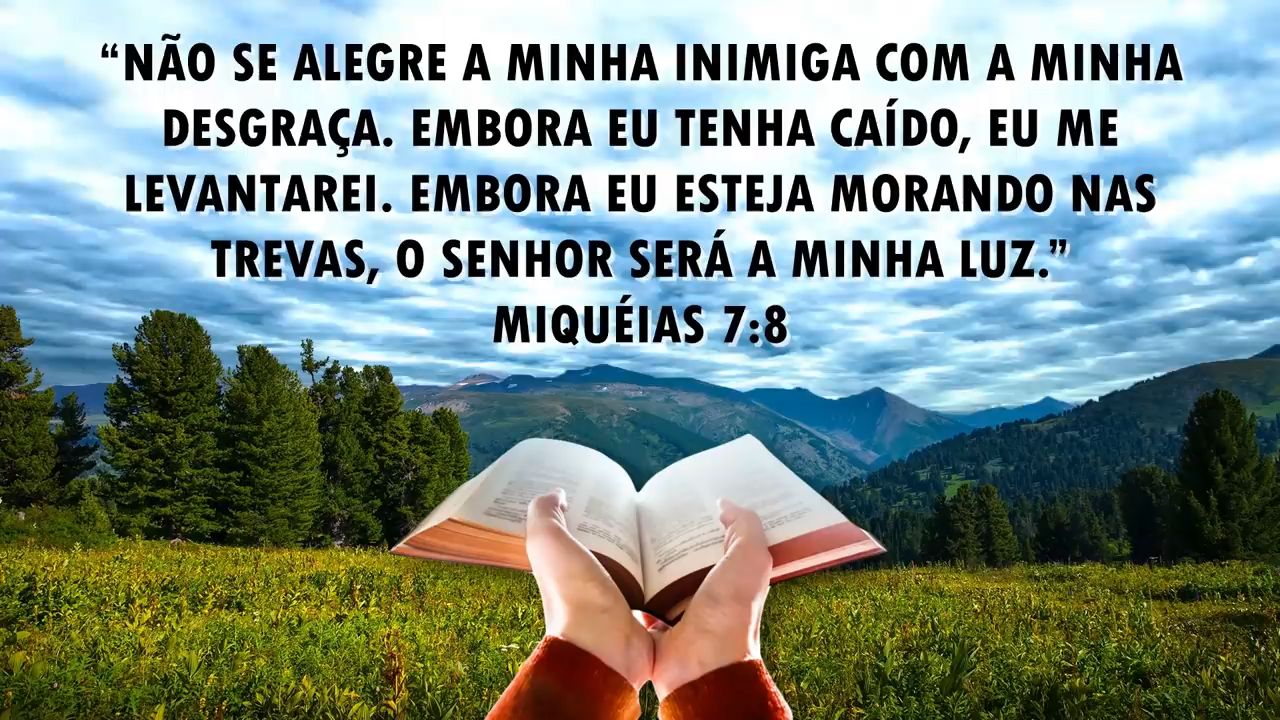 “NÃO SE ALEGRE A MINHA INIMIGA COM A MINHA
DESGRAÇA. EMBORA EU TENHA CAÍDO, EU ME
LEVANTAREI. EMBORA EU ESTEJA MORANDO NAS
TREVAS, O SENHOR SERÁ A MINHA LUZ.”
MIQUÉIAS 7:8